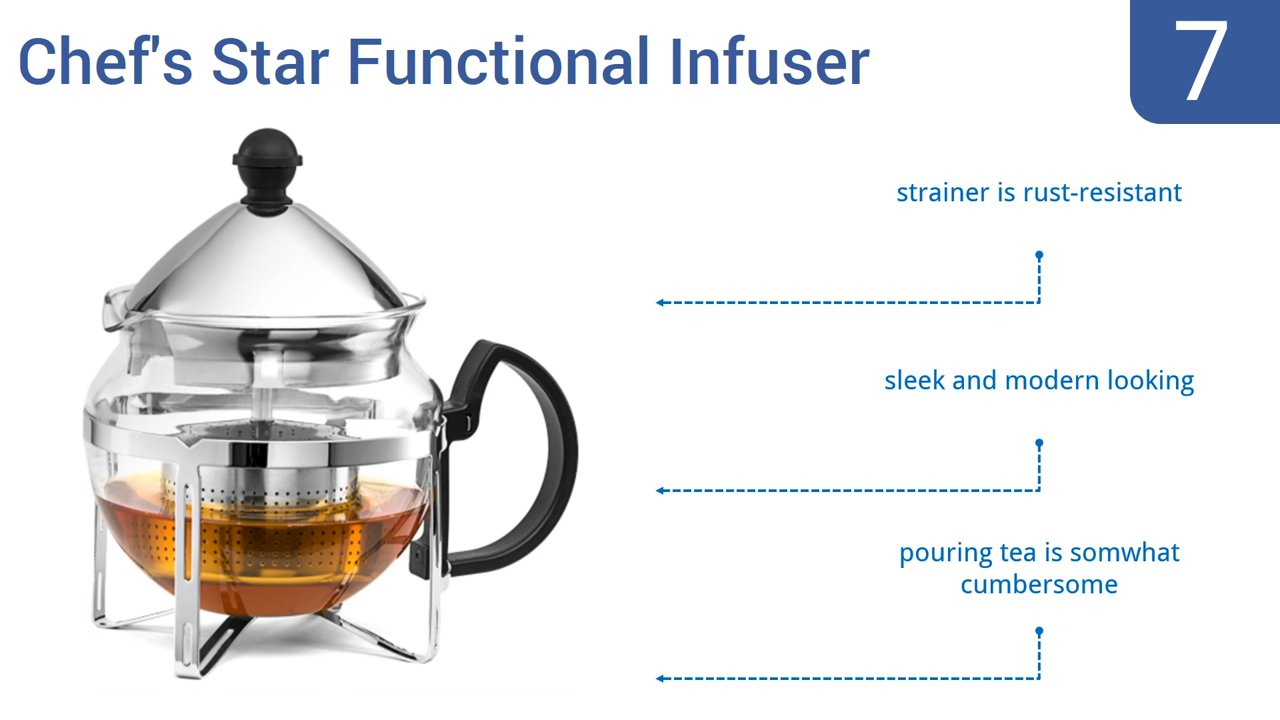 Chef's Star Functional Infuser
7
strainer is rust-resistant
sleek and modern looking
pouring tea is somwhat
cumbersome